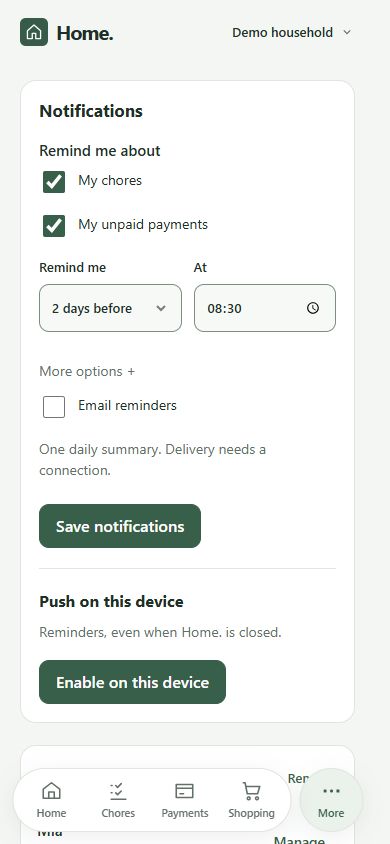 Home.
Demo household
Notifications
Remind me about
My chores
My unpaid payments
Remind me
At
2 days before
08:30
More options +
Email reminders
One daily summary. Delivery needs a
connection.
Save notifications
Push on this device
Reminders, even when Home. is closed.
Enable on this device
Home
Chores
Payments
Shopping
More
Manage